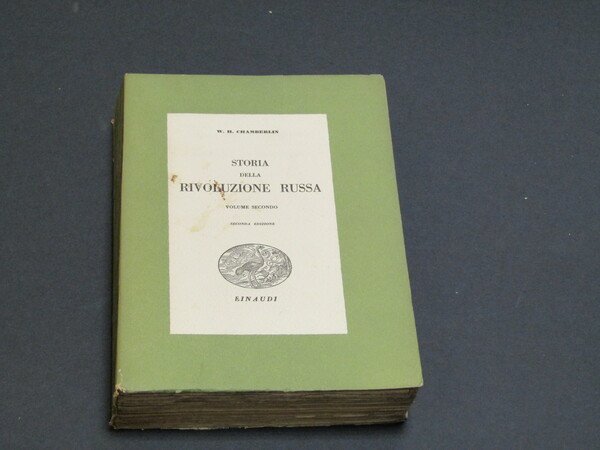 W. H. CHAMBERLIN
STORIA
DELLA
RIVOLUZIONE RUSSA
VOLUME SECONDO
SECONDA EDIZIONE
EINAUDI